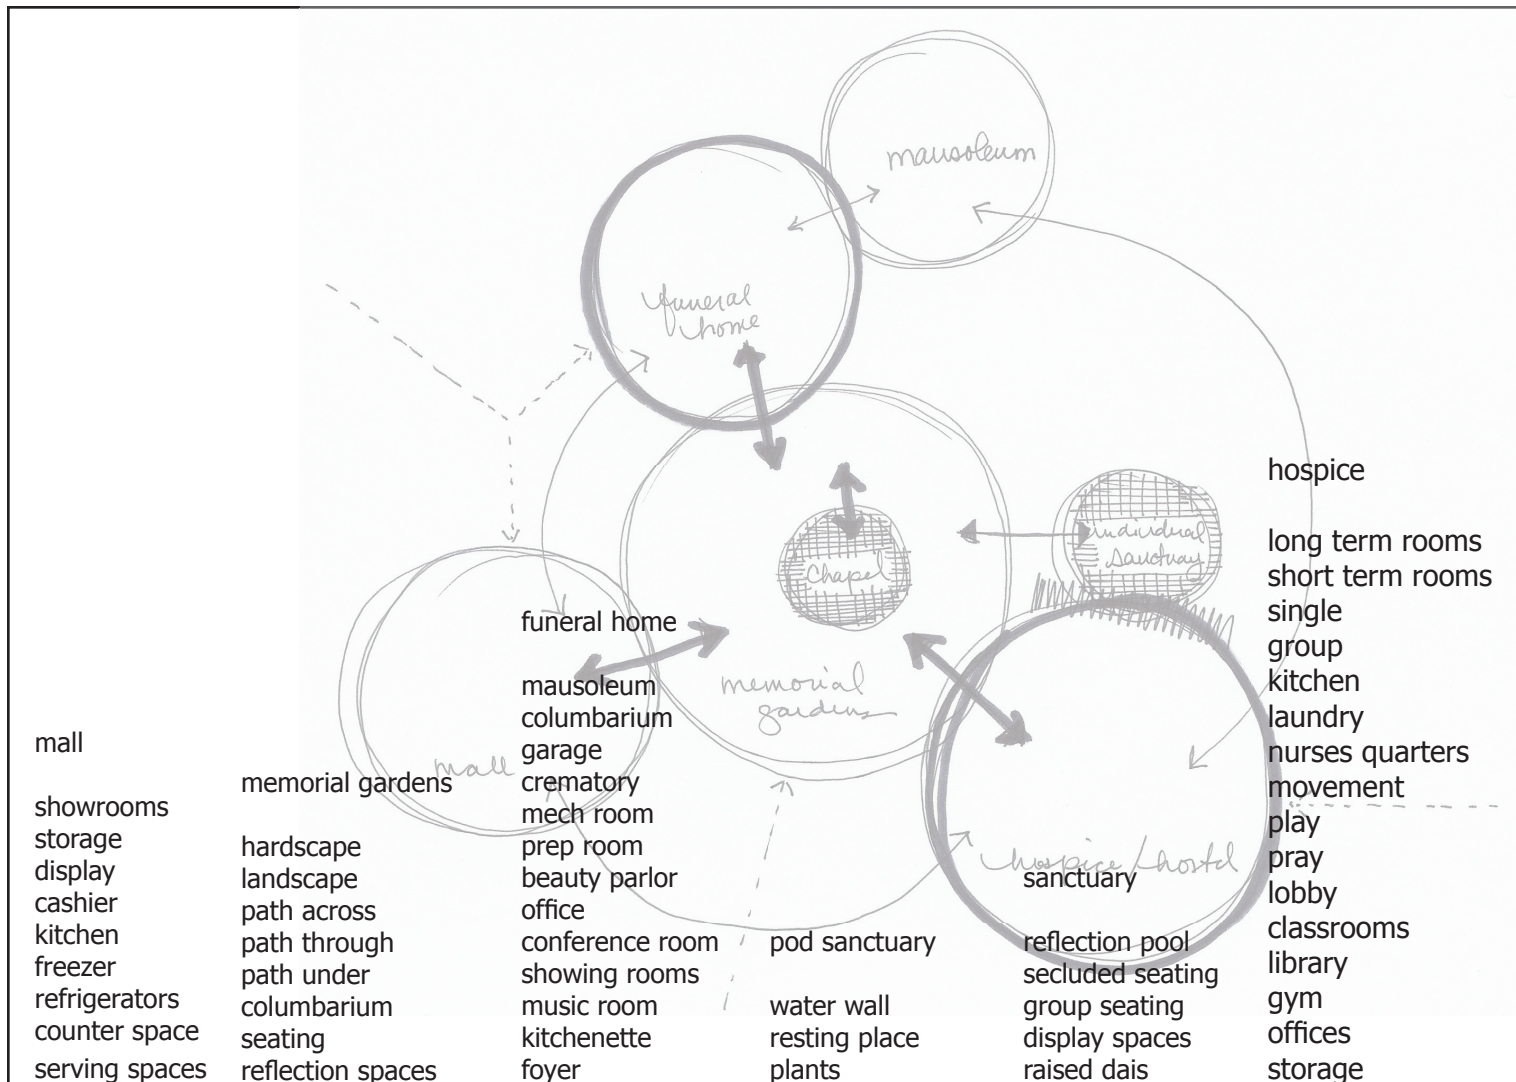 mausoleum
funeral
home
individual
sanctuay
chapel
memorial
gardens
mall
hospice/hostel
mall
showrooms
storage
display
cashier
kitchen
freezer
refrigerators
counter space
serving spaces
memorial gardens
hardscape
landscape
path across
path through
path under
columbarium
seating
reflection spaces
funeral home
mausoleum
columbarium
garage
crematory
mech room
prep room
beauty parlor
office
conference room
showing rooms
music room
kitchenette
foyer
pod sanctuary
water wall
resting place
plants
sanctuary
reflection pool
secluded seating
group seating
display spaces
raised dais
hospice
long term rooms
short term rooms
single
group
kitchen
laundry
nurses quarters
movement
play
pray
lobby
classrooms
library
gym
offices
storage